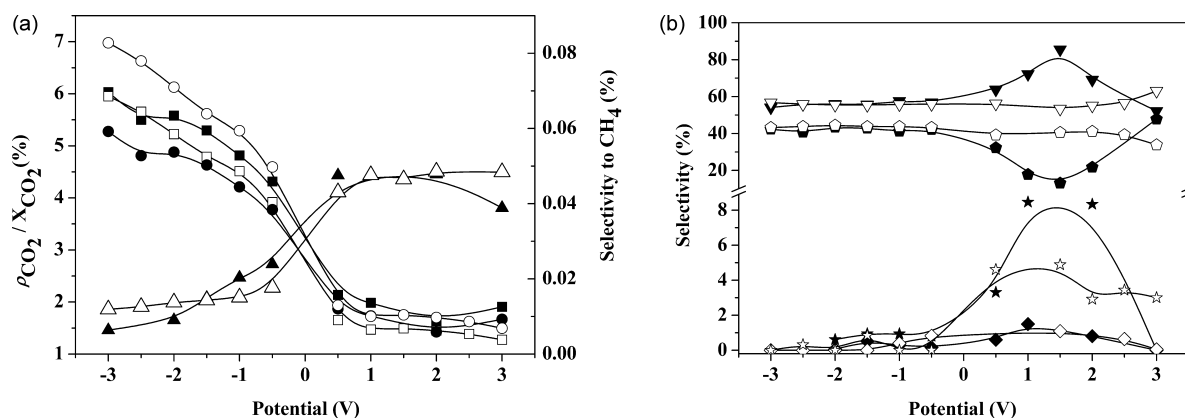 (a)
ρCO2 / XCO2(%)
7
6
5
4
3
2
1
-3 -2 -1 0 1 2 3
Potential (V)
0.08
0.06
0.04
0.02
0.00
Selectivity to CH4 (%)
(b)
Selectivity (%)
100
80
60
40
20
8
6
4
2
0
-3 -2 -1 0 1 2 3
Potential (V)